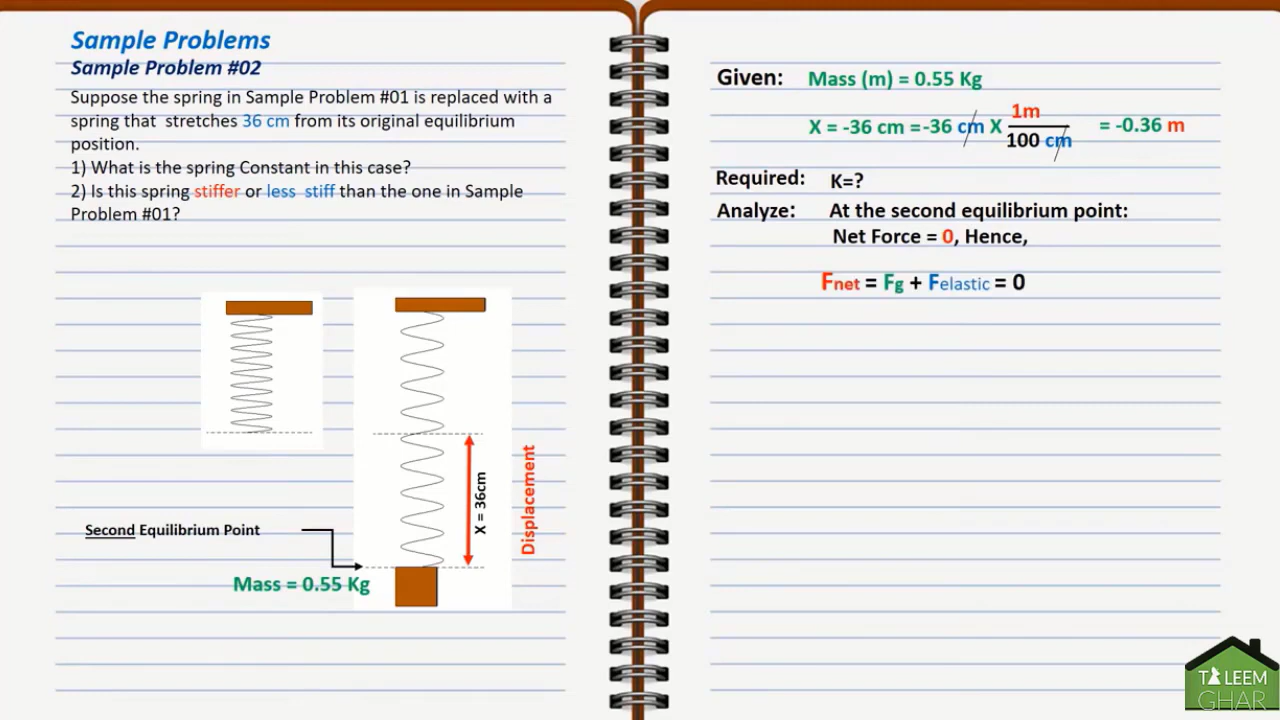 Sample Problems
Sample Problem #02
Suppose the spring in Sample Problem #01 is replaced with a
spring that stretches 36 cm from its original equilibrium
position.
1) What is the spring Constant in this case?
2) Is this spring stiffer or less stiff than the one in Sample
Problem #01?
X = -36cm
Displacement
Second Equilibrium Point
Mass = 0.55 Kg
Given: Mass (m) = 0.55 Kg
X = -36 cm = -36 cm X 1m / 100 cm = -0.36 m
Required: K=?
Analyze: At the second equilibrium point:
Net Force = 0, Hence,
Fnet = Fg + Felastic = 0
TALEEM
GHAR